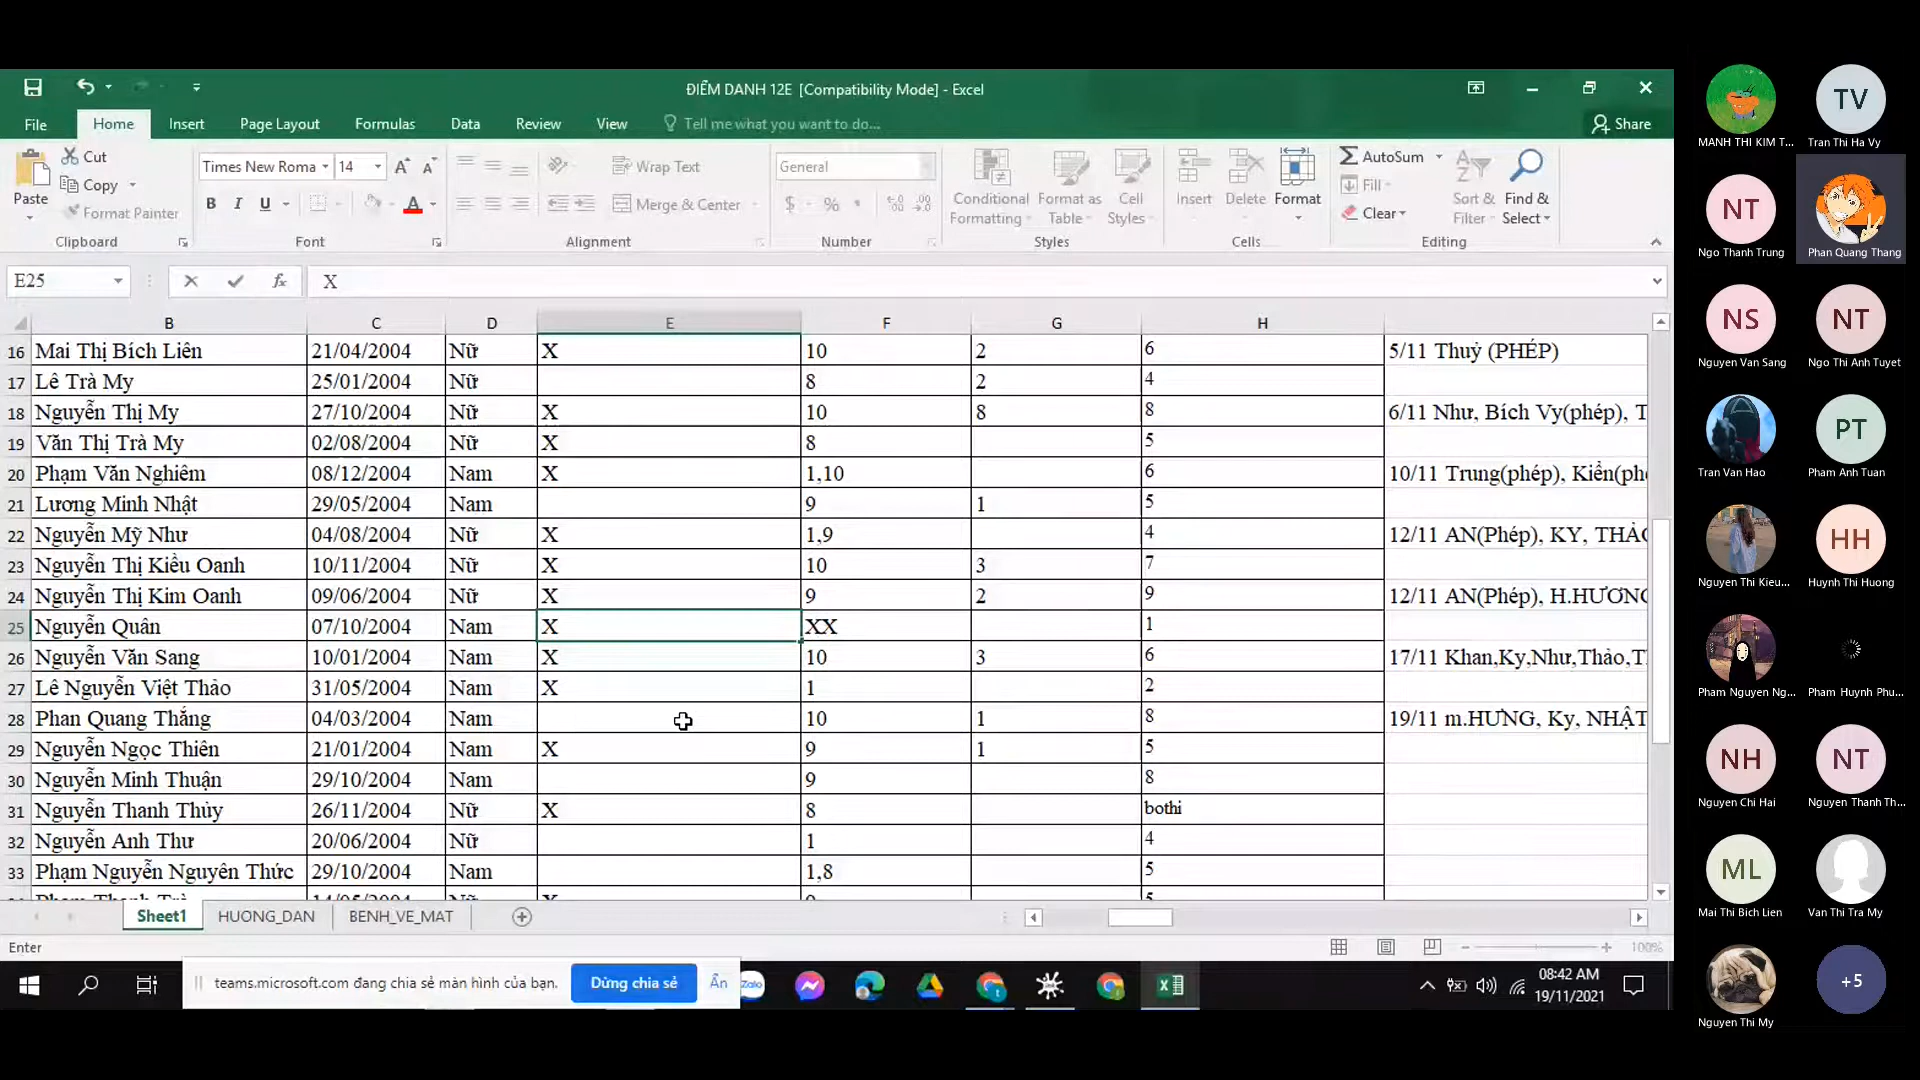 ĐIỂM DANH 12E [Compatibility Mode] - Excel
File Home Insert Page Layout Formulas Data Review View Tell me what you want to do... Share
Paste Cut Copy Format Painter Clipboard
Times New Roma 14 A A B I U A Font
Wrap Text Merge & Center Alignment
General $ % , Number
Conditional Formatting Format as Table Cell Styles Styles
Insert Delete Format Cells
AutoSum Fill Clear Sort & Filter Find & Select Editing
E25 fx X
B C D E F G H
16 Mai Thị Bích Liên 21/04/2004 Nữ X 10 2 6 5/11 Thuỳ (PHÉP)
17 Lê Trà My 25/01/2004 Nữ 8 2 4
18 Nguyễn Thị My 27/10/2004 Nữ X 10 8 8 6/11 Như, Bích Vy(phép), T
19 Văn Thị Trà My 02/08/2004 Nữ X 8 5
20 Phạm Văn Nghiêm 08/12/2004 Nam X 1,10 6 10/11 Trung(phép), Kiển(ph
21 Lương Minh Nhật 29/05/2004 Nam 9 1 5
22 Nguyễn Mỹ Như 04/08/2004 Nữ X 1,9 4 12/11 AN(Phép), KY, THẢO
23 Nguyễn Thị Kiều Oanh 10/11/2004 Nữ X 10 3 7
24 Nguyễn Thị Kim Oanh 09/06/2004 Nữ X 9 2 9 12/11 AN(Phép), H.HƯƠNG
25 Nguyễn Quân 07/10/2004 Nam X XX 1
26 Nguyễn Văn Sang 10/01/2004 Nam X 10 3 6 17/11 Khan,Ky,Như,Thảo,T
27 Lê Nguyễn Việt Thảo 31/05/2004 Nam X 1 2
28 Phan Quang Thắng 04/03/2004 Nam 10 1 8 19/11 m.HƯNG, Ky, NHẬT
29 Nguyễn Ngọc Thiên 21/01/2004 Nam X 9 1 5
30 Nguyễn Minh Thuận 29/10/2004 Nam 9 8
31 Nguyễn Thanh Thùy 26/11/2004 Nữ X 8 bothi
32 Nguyễn Anh Thư 20/06/2004 Nữ 1 4
33 Phạm Nguyễn Nguyên Thức 29/10/2004 Nam 1,8 5
Sheet1 HUONG_DAN BENH_VE_MAT
Enter 100%
teams.microsoft.com đang chia sẻ màn hình của bạn. Dừng chia sẻ Ẩn Zalo
08:42 AM
19/11/2021
TV
MANH THI KIM T... Tran Thi Ha Vy
NT
Ngo Thanh Trung Phan Quang Thang
NS NT
Nguyen Van Sang Ngo Thi Anh Tuyet
PT
Tran Van Hao Pham Anh Tuan
HH
Nguyen Thi Kieu... Huynh Thi Huong
Pham Nguyen Ng... Pham Huynh Phu...
NH NT
Nguyen Chi Hai Nguyen Thanh Th...
ML
Mai Thi Bich Lien Van Thi Tra My
+5
Nguyen Thi My